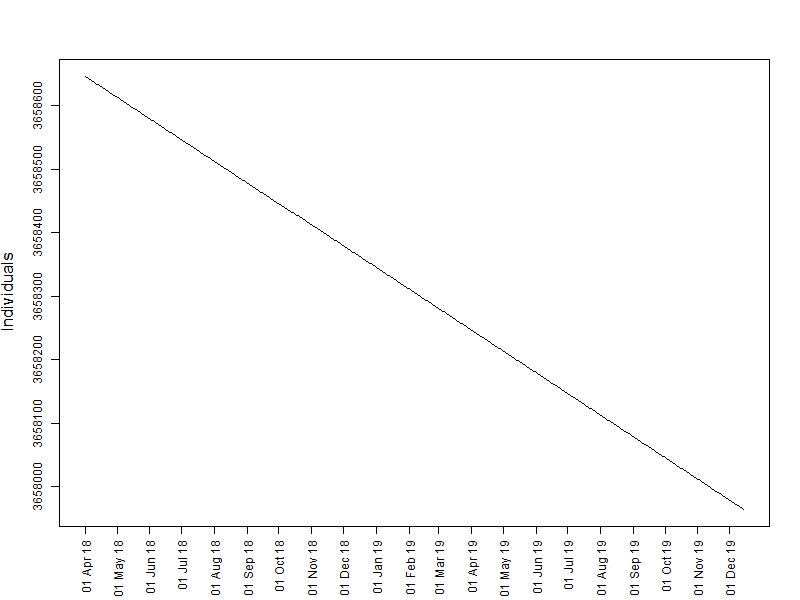 Individuals
3658600
3658500
3658400
3658300
3658200
3658100
3658000
01 Apr 18
01 May 18
01 Jun 18
01 Jul 18
01 Aug 18
01 Sep 18
01 Oct 18
01 Nov 18
01 Dec 18
01 Jan 19
01 Feb 19
01 Mar 19
01 Apr 19
01 May 19
01 Jun 19
01 Jul 19
01 Aug 19
01 Sep 19
01 Oct 19
01 Nov 19
01 Dec 19